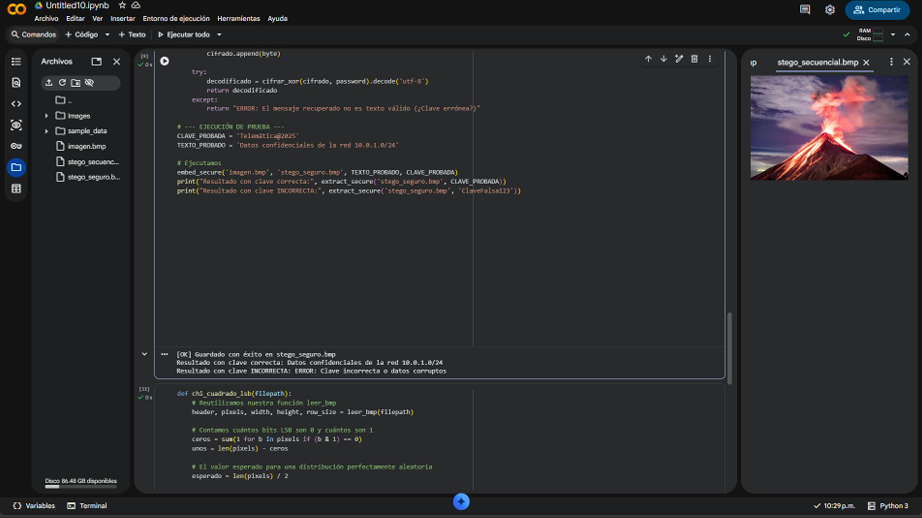 Untitled10.ipynb
Archivo Editar Ver Insertar Entorno de ejecución Herramientas Ayuda
Compartir
Comandos + Código + Texto Ejecutar todo
RAM
Disco
Archivos
..
Images
sample_data
imagen.bmp
stego_secuenc...
stego_seguro.b...
Disco 86.48 GB disponibles
[9]
0 s
cifrado.append(byte)
try:
decodificado = cifrar_xor(cifrado, password).decode('utf-8')
return decodificado
except:
return "ERROR: El mensaje recuperado no es texto válido (¿Clave errónea?)"
# --- EJECUCIÓN DE PRUEBA ---
CLAVE_PROBADA = "Telemática@2025"
TEXTO_PROBADO = "Datos confidenciales de la red 10.0.1.0/24"
# Ejecutamos
embed_secure('imagen.bmp', 'stego_seguro.bmp', TEXTO_PROBADO, CLAVE_PROBADA)
print("Resultado con clave correcta:", extract_secure('stego_seguro.bmp', CLAVE_PROBADA))
print("Resultado con clave INCORRECTA:", extract_secure('stego_seguro.bmp', 'ClaveFalsa123'))
[OK] Guardado con éxito en stego_seguro.bmp
Resultado con clave correcta: Datos confidenciales de la red 10.0.1.0/24
Resultado con clave INCORRECTA: ERROR: Clave incorrecta o datos corruptos
[11]
0 s
def chi_cuadrado_lsb(filepath):
# Reutilizamos nuestra función leer_bmp
header, pixels, width, height, row_size = leer_bmp(filepath)
# Contamos cuántos bits LSB son 0 y cuántos son 1
ceros = sum(1 for b in pixels if (b & 1) == 0)
unos = len(pixels) - ceros
# El valor esperado para una distribución perfectamente aleatoria
esperado = len(pixels) / 2
stego_secuencial.bmp
Variables Terminal
10:29 p.m. Python 3